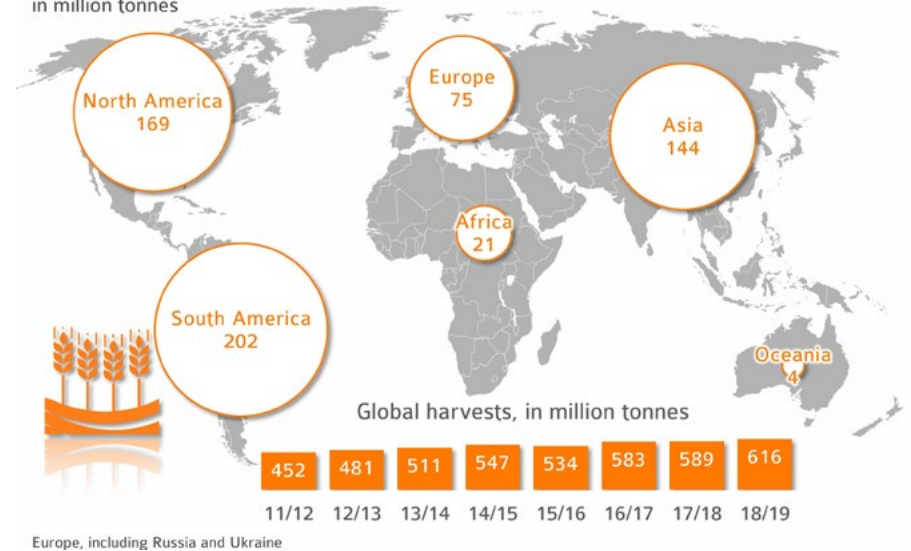 in million tonnes
North America
169
Europe
75
Asia
144
Africa
21
South America
202
Oceania
4
Global harvests, in million tonnes
452 481 511 547 534 583 589 616
11/12 12/13 13/14 14/15 15/16 16/17 17/18 18/19
Europe, including Russia and Ukraine